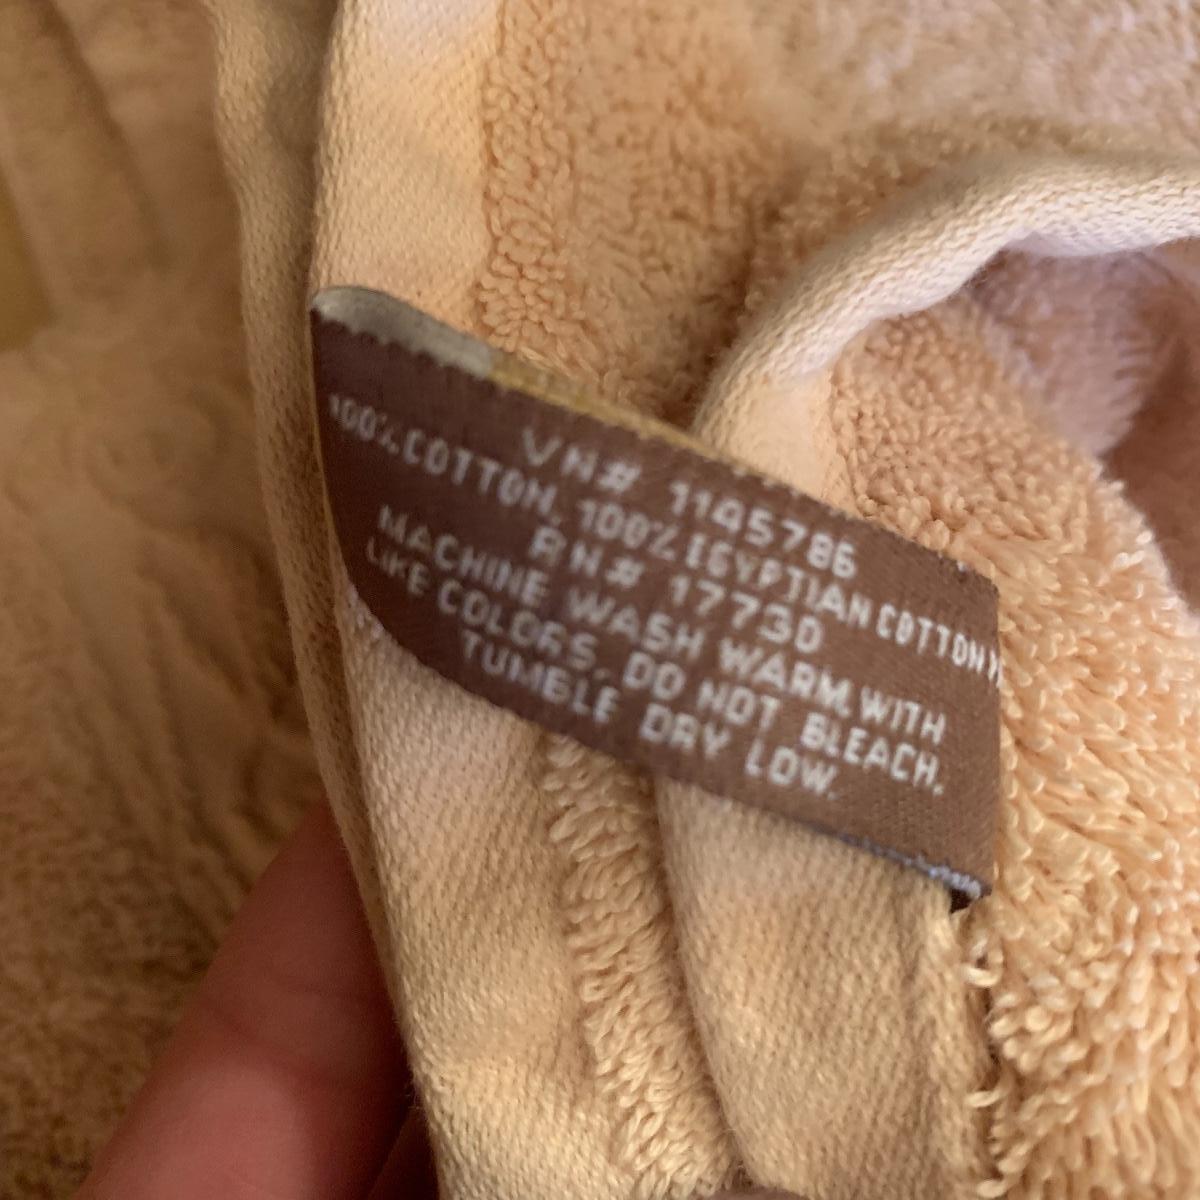 VN# 1145786
100% COTTON, 100% EGYPTIAN COTTON
RN# 17730
MACHINE WASH WARM, WITH
LIKE COLORS, DO NOT BLEACH,
TUMBLE DRY LOW.